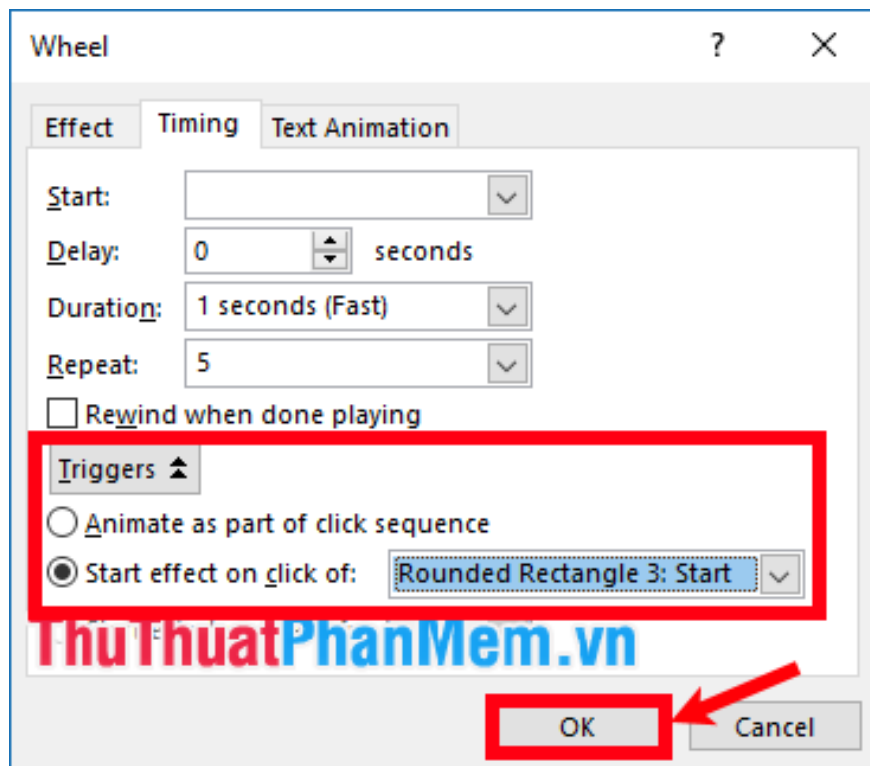 Wheel
Effect Timing Text Animation
Start:
Delay: 0 seconds
Duration: 1 seconds (Fast)
Repeat: 5
Rewind when done playing
Triggers
Animate as part of click sequence
Start effect on click of: Rounded Rectangle 3: Start
ThuThuatPhanMem.vn
OK Cancel